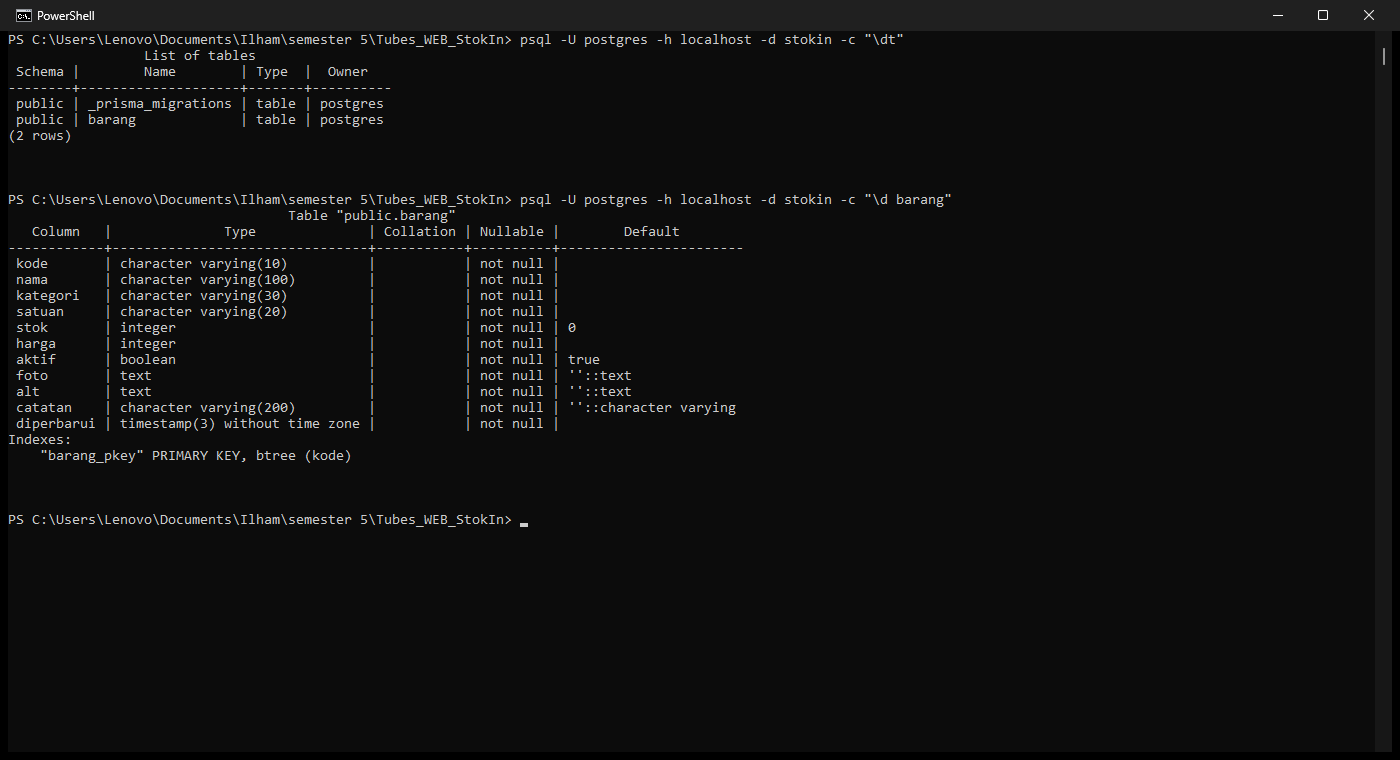 PowerShell
PS C:\Users\Lenovo\Documents\Ilham\semester 5\Tubes_WEB_StokIn> psql -U postgres -h localhost -d stokin -c "\dt"
                 List of tables
 Schema |        Name        | Type  |  Owner
--------+--------------------+-------+----------
 public | _prisma_migrations | table | postgres
 public | barang             | table | postgres
(2 rows)
PS C:\Users\Lenovo\Documents\Ilham\semester 5\Tubes_WEB_StokIn> psql -U postgres -h localhost -d stokin -c "\d barang"
                                   Table "public.barang"
   Column   |              Type              | Collation | Nullable |        Default
------------+--------------------------------+-----------+----------+-----------------------
 kode       | character varying(10)          |           | not null |
 nama       | character varying(100)         |           | not null |
 kategori   | character varying(30)          |           | not null |
 satuan     | character varying(20)          |           | not null |
 stok       | integer                        |           | not null | 0
 harga      | integer                        |           | not null |
 aktif      | boolean                        |           | not null | true
 foto       | text                           |           | not null | ''::text
 alt        | text                           |           | not null | ''::text
 catatan    | character varying(200)         |           | not null | ''::character varying
 diperbarui | timestamp(3) without time zone |           | not null |
Indexes:
    "barang_pkey" PRIMARY KEY, btree (kode)
PS C:\Users\Lenovo\Documents\Ilham\semester 5\Tubes_WEB_StokIn>